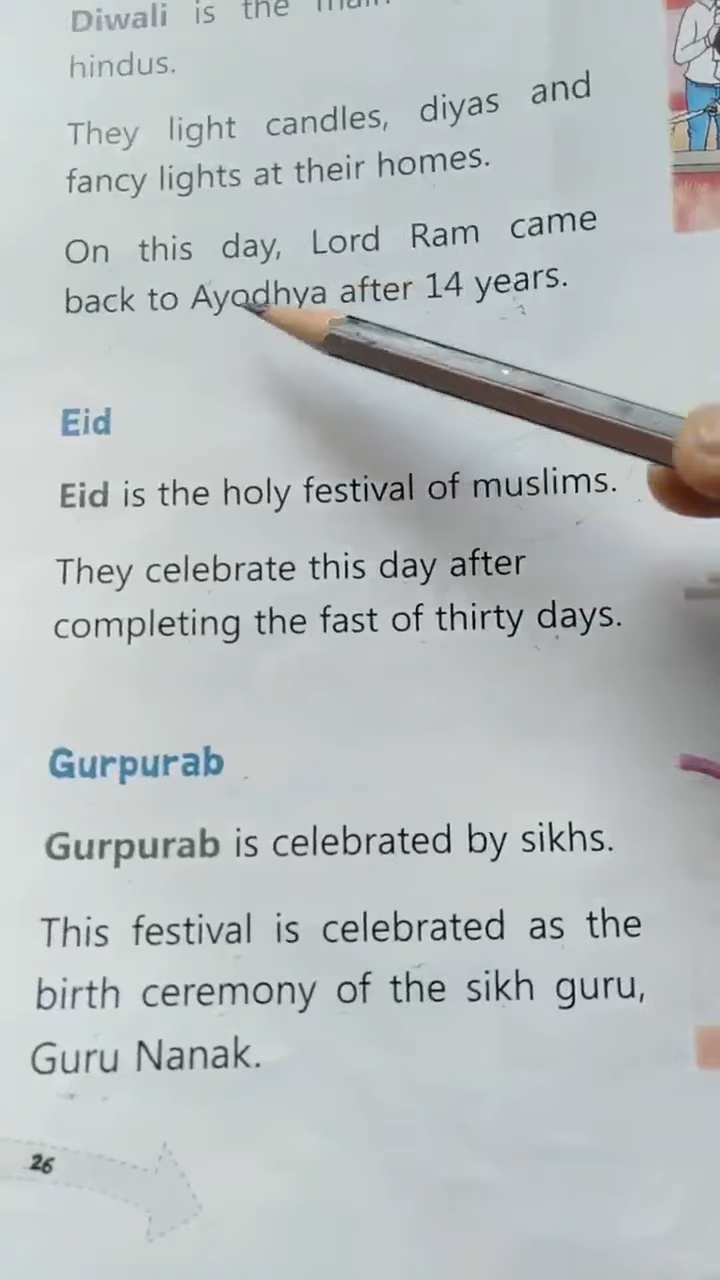 Diwali is the main
hindus.
They light candles, diyas and
fancy lights at their homes.
On this day, Lord Ram came
back to Ayodhya after 14 years.
Eid
Eid is the holy festival of muslims.
They celebrate this day after
completing the fast of thirty days.
Gurpurab
Gurpurab is celebrated by sikhs.
This festival is celebrated as the
birth ceremony of the sikh guru,
Guru Nanak.
26